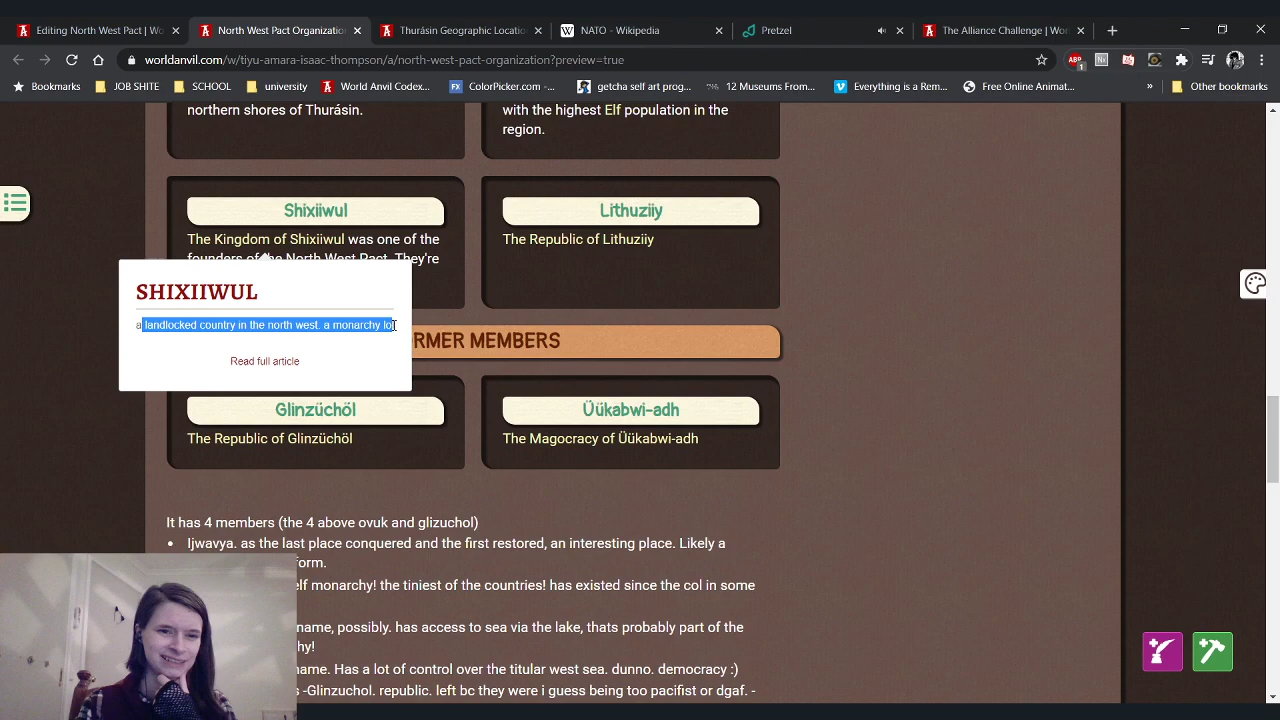 Editing North West Pact | Wo
North West Pact Organizatio
Thurásin Geographic Locatio
NATO - Wikipedia
Pretzel
The Alliance Challenge | Wor
worldanvil.com/w/tiyu-amara-isaac-thompson/a/north-west-pact-organization?preview=true
Bookmarks
JOB SHITE
SCHOOL
university
World Anvil Codex...
ColorPicker.com - ...
getcha self art prog...
12 Museums From...
Everything is a Rem...
Free Online Animat...
»
Other bookmarks
northern shores of Thurásin.
with the highest Elf population in the
region.
Shixiiwul
The Kingdom of Shixiiwul was one of the
founders of the North West Pact. They're
Lithuziiy
The Republic of Lithuziiy
SHIXIIWUL
a landlocked country in the north west. a monarchy lo
Read full article
RMER MEMBERS
Glinzüchöl
The Republic of Glinzüchöl
Üükabwi-adh
The Magocracy of Üükabwi-adh
It has 4 members (the 4 above ovuk and glizuchol)
• Ijwavya. as the last place conquered and the first restored, an interesting place. Likely a
form.
elf monarchy! the tiniest of the countries! has existed since the col in some
name, possibly. has access to sea via the lake, thats probably part of the
hy!
name. Has a lot of control over the titular west sea. dunno. democracy :)
s -Glinzuchol. republic. left bc they were i guess being too pacifist or dgaf. -